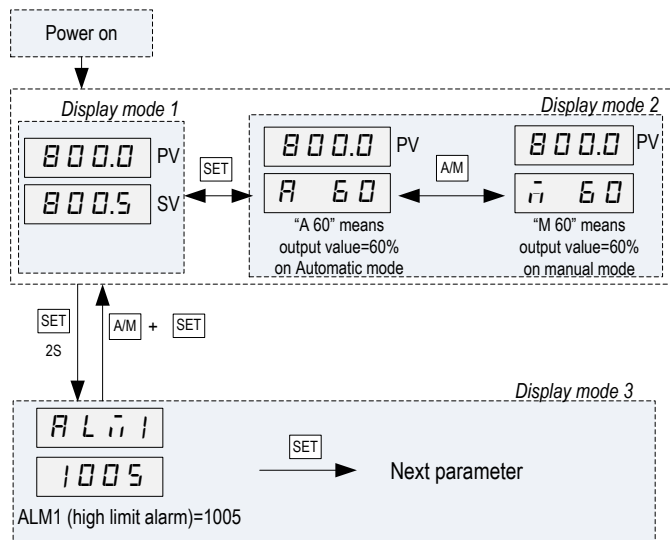 Power on
Display mode 1
800.0 PV
800.5 SV
SET
Display mode 2
800.0 PV
A 60
"A 60" means
output value=60%
on Automatic mode
A/M
800.0 PV
M 60
"M 60" means
output value=60%
on manual mode
SET
2S
A/M + SET
Display mode 3
ALM1
1005
ALM1 (high limit alarm)=1005
SET
Next parameter